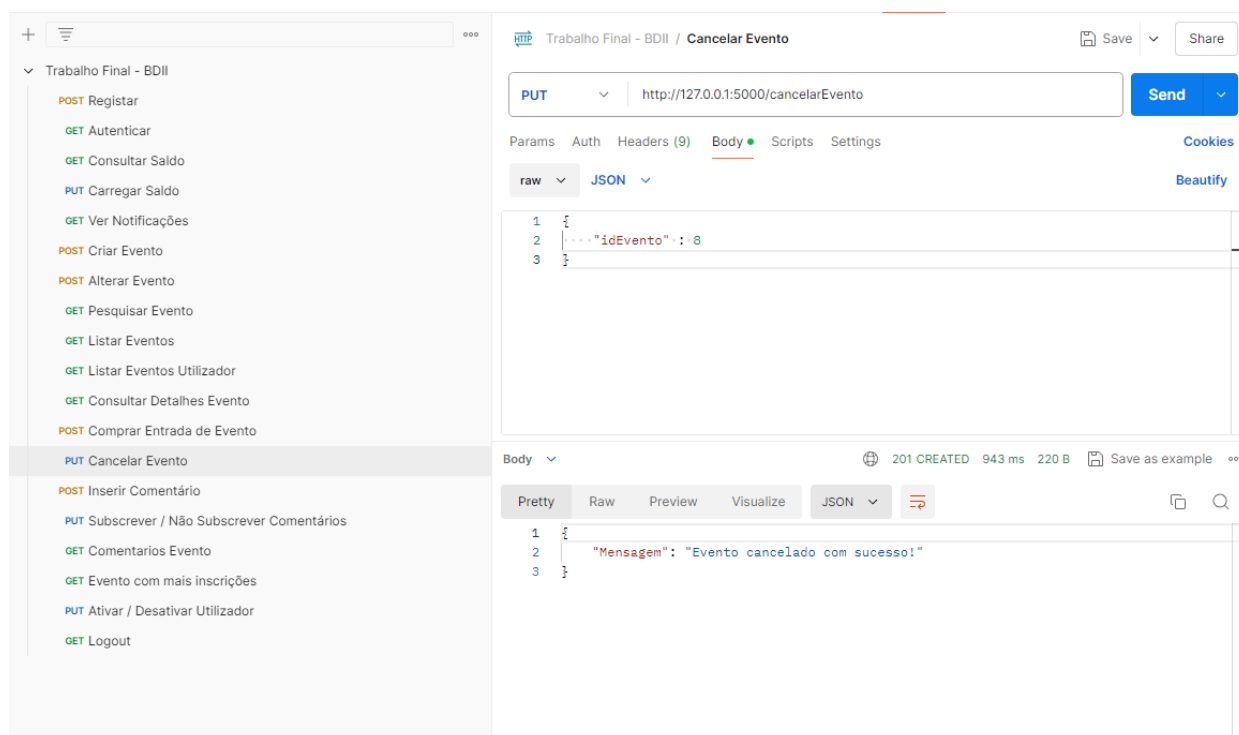 Trabalho Final - BDII
POST Registar
GET Autenticar
GET Consultar Saldo
PUT Carregar Saldo
GET Ver Notificações
POST Criar Evento
POST Alterar Evento
GET Pesquisar Evento
GET Listar Eventos
GET Listar Eventos Utilizador
GET Consultar Detalhes Evento
POST Comprar Entrada de Evento
PUT Cancelar Evento
POST Inserir Comentário
PUT Subscrever / Não Subscrever Comentários
GET Comentarios Evento
GET Evento com mais inscrições
PUT Ativar / Desativar Utilizador
GET Logout
HTTP Trabalho Final - BDII / Cancelar Evento Save Share
PUT http://127.0.0.1:5000/cancelarEvento Send
Params Auth Headers (9) Body Scripts Settings Cookies
raw JSON Beautify
1 {
2 "idEvento" : 8
3 }
Body 201 CREATED 943 ms 220 B Save as example
Pretty Raw Preview Visualize JSON
1 {
2 "Mensagem": "Evento cancelado com sucesso!"
3 }